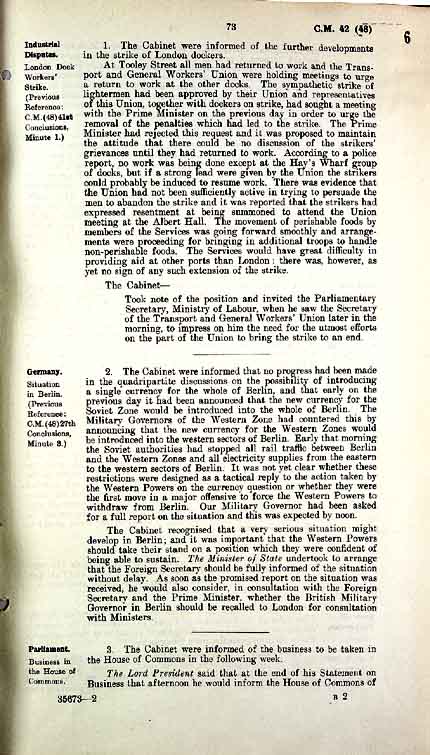 73
C.M. 42 (48)
6
Industrial
Disputes.
London Dock
Workers'
Strike.
(Previous
Reference:
C.M.(48)41st
Conclusions,
Minute 1.)
1. The Cabinet were informed of the further developments
in the strike of London dockers.
At Tooley Street all men had returned to work and the Trans-
port and General Workers' Union were holding meetings to urge
a return to work at the other docks. The sympathetic strike of
lightermen had been approved by their Union and representatives
of this Union, together with dockers on strike, had sought a meeting
with the Prime Minister on the previous day in order to urge the
removal of the penalties which had led to the strike. The Prime
Minister had rejected this request and it was proposed to maintain
the attitude that there could be no discussion of the strikers'
grievances until they had returned to work. According to a police
report, no work was being done except at the Hay's Wharf group
of docks, but if a strong lead were given by the Union the strikers
could probably be induced to resume work. There was evidence that
the Union had not been sufficiently active in trying to persuade the
men to abandon the strike and it was reported that the strikers had
expressed resentment at being summoned to attend the Union
meeting at the Albert Hall. The movement of perishable foods by
members of the Services was going forward smoothly and arrange-
ments were proceeding for bringing in additional troops to handle
non-perishable foods. The Services would have great difficulty in
providing aid at other ports than London: there was, however, as
yet no sign of any such extension of the strike.
The Cabinet—
Took note of the position and invited the Parliamentary
Secretary, Ministry of Labour, when he saw the Secretary
of the Transport and General Workers' Union later in the
morning, to impress on him the need for the utmost efforts
on the part of the Union to bring the strike to an end.
Germany.
Situation
in Berlin.
(Previous
Reference:
C.M.(48)27th
Conclusions,
Minute 3.)
2. The Cabinet were informed that no progress had been made
in the quadripartite discussions on the possibility of introducing
a single currency for the whole of Berlin, and that early on the
previous day it had been announced that the new currency for the
Soviet Zone would be introduced into the whole of Berlin. The
Military Governors of the Western Zone had countered this by
announcing that the new currency for the Western Zones would
be introduced into the western sectors of Berlin. Early that morning
the Soviet authorities had stopped all rail traffic between Berlin
and the Western Zones and all electricity supplies from the eastern
to the western sectors of Berlin. It was not yet clear whether these
restrictions were designed as a tactical reply to the action taken by
the Western Powers on the currency question or whether they were
the first move in a major offensive to force the Western Powers to
withdraw from Berlin. Our Military Governor had been asked
for a full report on the situation and this was expected by noon.
The Cabinet recognised that a very serious situation might
develop in Berlin; and it was important that the Western Powers
should take their stand on a position which they were confident of
being able to sustain. The Minister of State undertook to arrange
that the Foreign Secretary should be fully informed of the situation
without delay. As soon as the promised report on the situation was
received, he would also consider, in consultation with the Foreign
Secretary and the Prime Minister, whether the British Military
Governor in Berlin should be recalled to London for consultation
with Ministers.
Parliament.
Business in
the House of
Commons.
3. The Cabinet were informed of the business to be taken in
the House of Commons in the following week.
The Lord President said that at the end of his Statement on
Business that afternoon he would inform the House of Commons of
35673—2
B 2